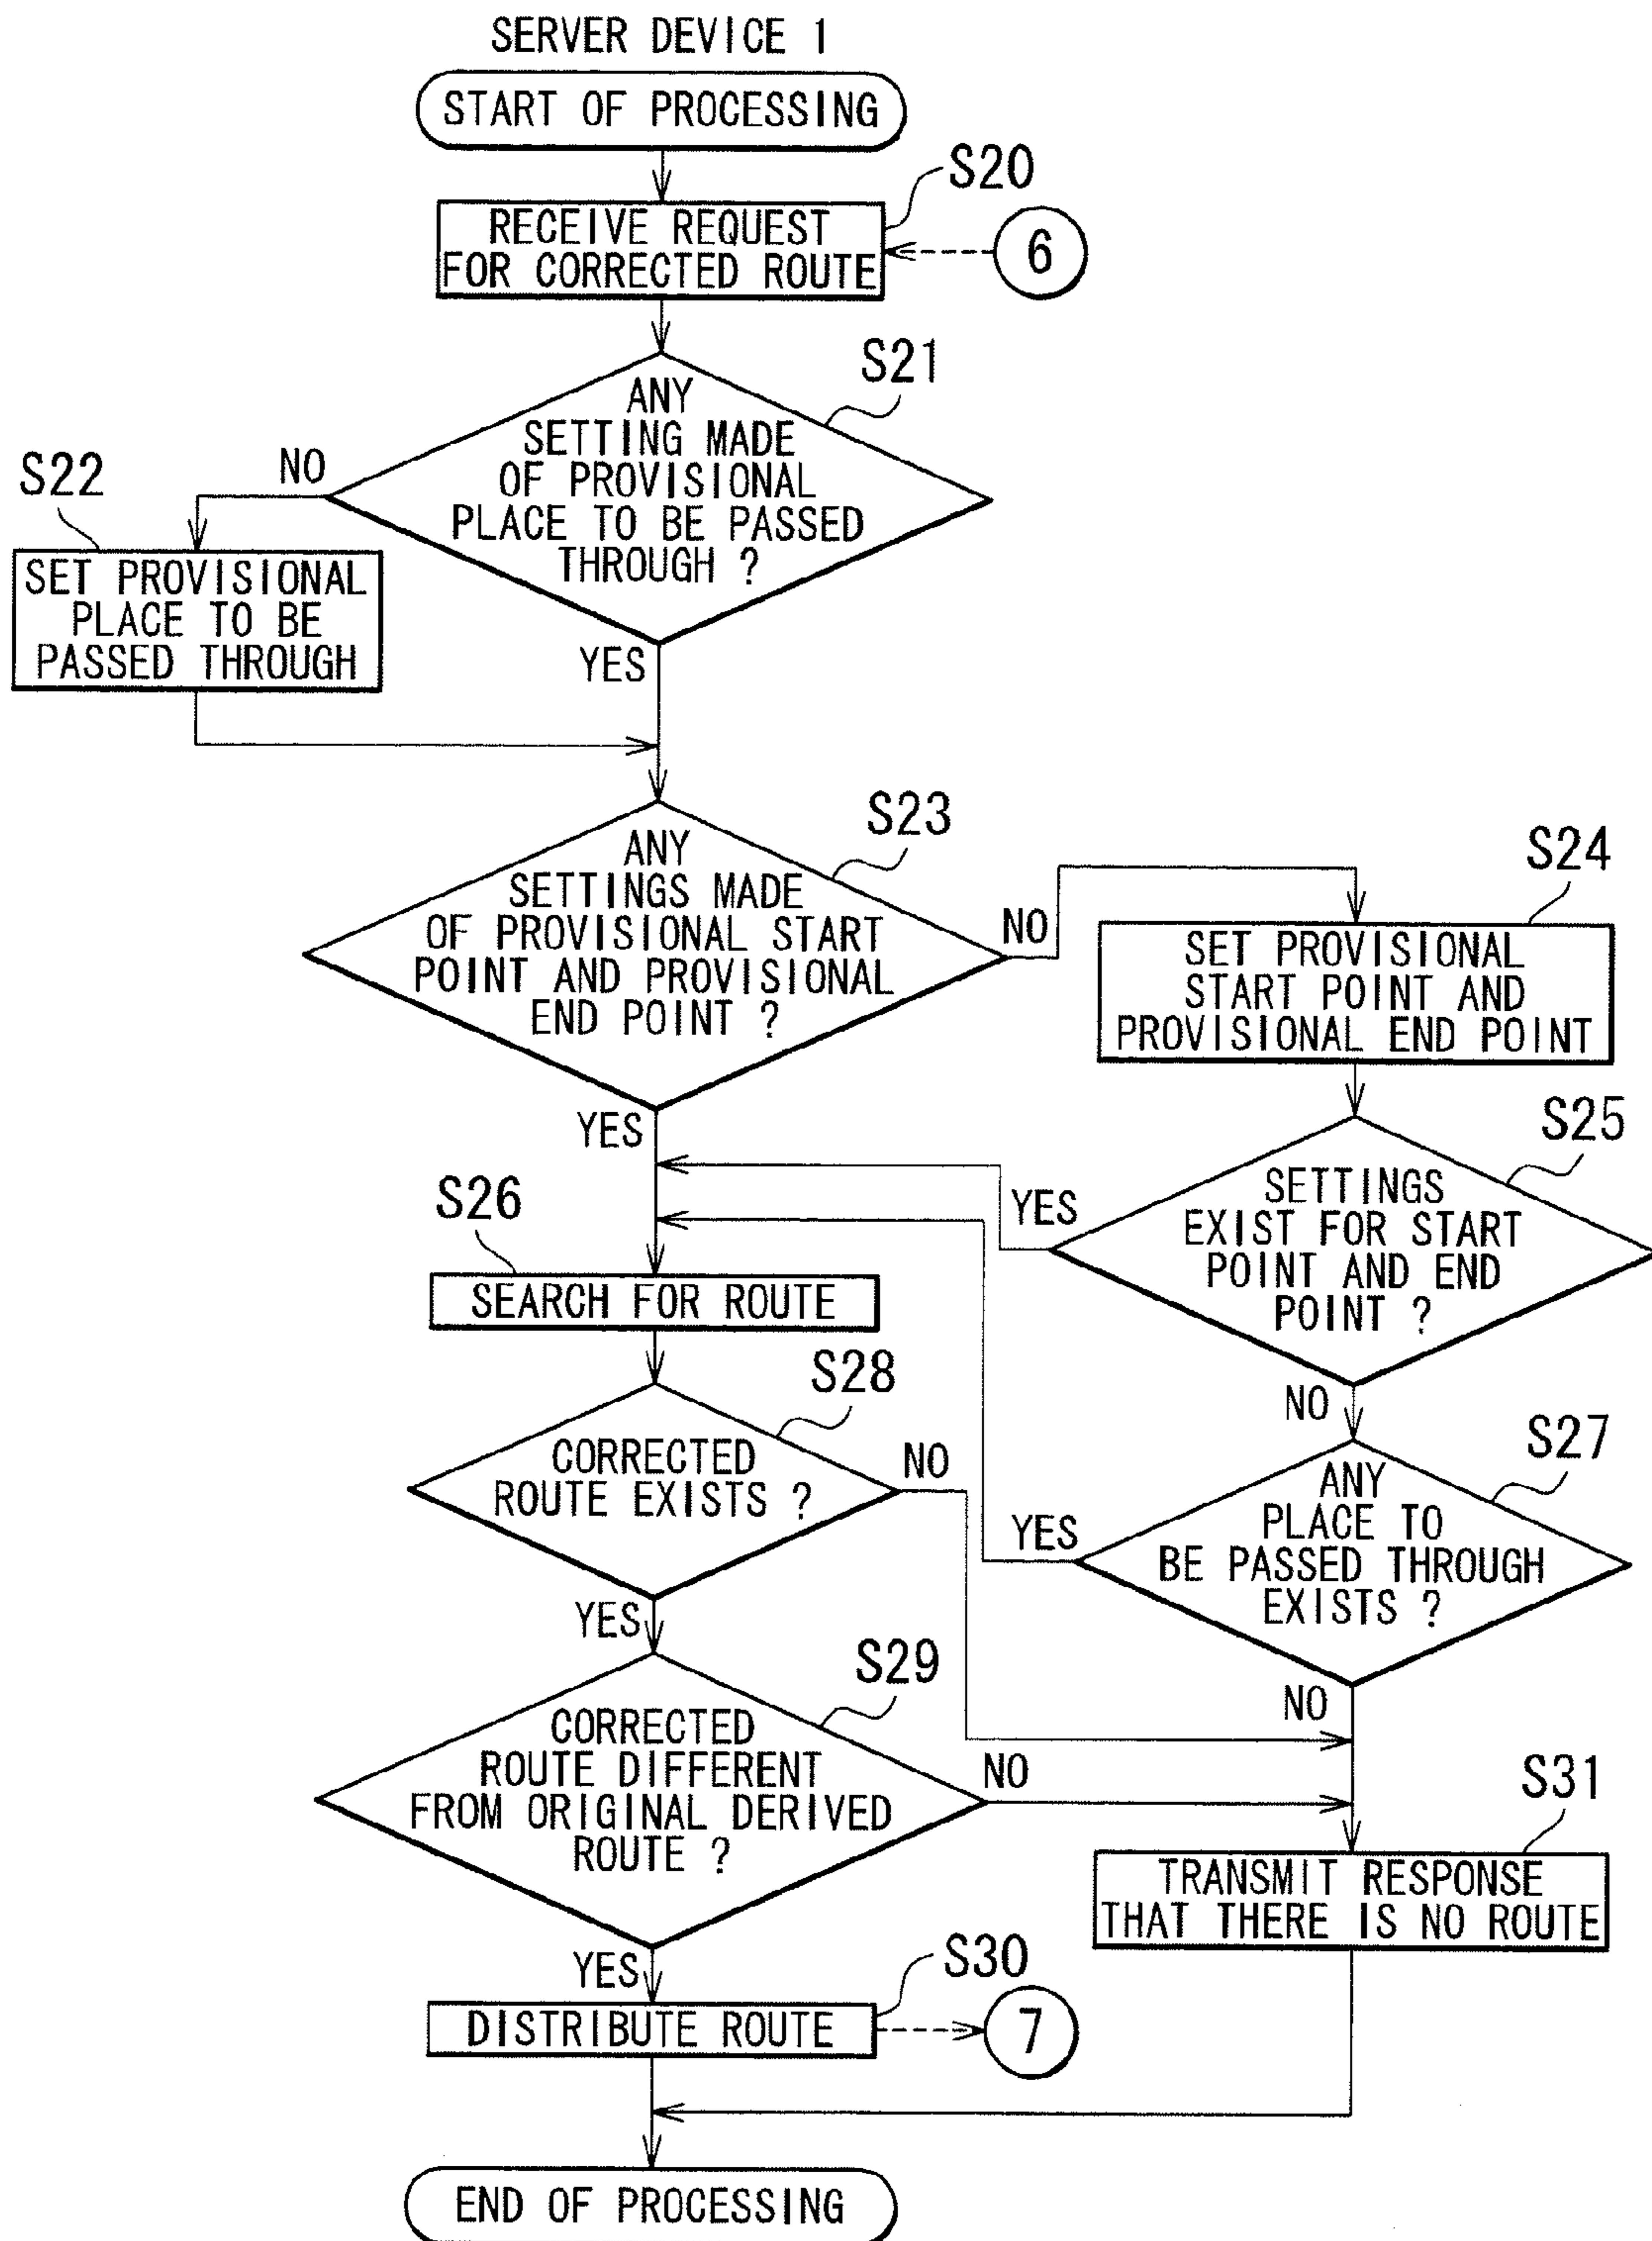 SERVER DEVICE 1
START OF PROCESSING
S20
RECEIVE REQUEST
FOR CORRECTED ROUTE
6
S21
ANY
SETTING MADE
OF PROVISIONAL
PLACE TO BE PASSED
THROUGH ?
NO
S22
SET PROVISIONAL
PLACE TO BE
PASSED THROUGH
YES
S23
ANY
SETTINGS MADE
OF PROVISIONAL START
POINT AND PROVISIONAL
END POINT ?
NO
S24
SET PROVISIONAL
START POINT AND
PROVISIONAL END POINT
YES
S25
SETTINGS
EXIST FOR START
POINT AND END
POINT ?
YES
NO
S26
SEARCH FOR ROUTE
S27
ANY
PLACE TO
BE PASSED THROUGH
EXISTS ?
YES
NO
S28
CORRECTED
ROUTE EXISTS ?
NO
YES
S29
CORRECTED
ROUTE DIFFERENT
FROM ORIGINAL DERIVED
ROUTE ?
NO
YES
S31
TRANSMIT RESPONSE
THAT THERE IS NO ROUTE
S30
DISTRIBUTE ROUTE
7
END OF PROCESSING